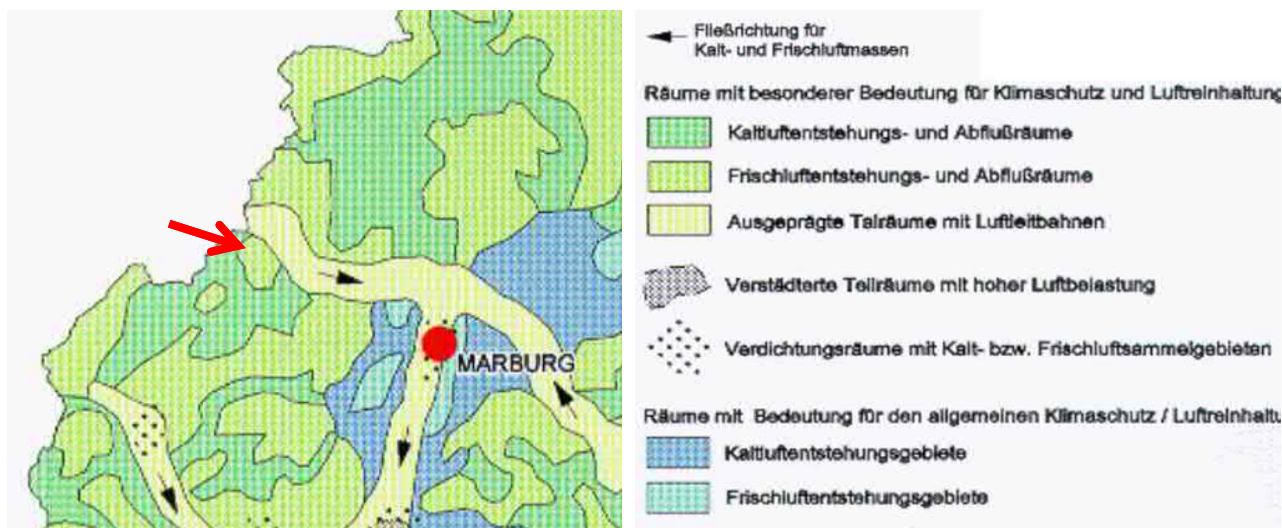 MARBURG
Fließrichtung für
Kalt- und Frischluftmassen
Räume mit besonderer Bedeutung für Klimaschutz und Luftreinhaltung
Kaltluftentstehungs- und Abflußräume
Frischluftentstehungs- und Abflußräume
Ausgeprägte Talräume mit Luftleitbahnen
Verstädterte Teilräume mit hoher Luftbelastung
Verdichtungsräume mit Kalt- bzw. Frischluftsammelgebieten
Räume mit Bedeutung für den allgemeinen Klimaschutz / Luftreinhaltu
Kaltluftentstehungsgebiete
Frischluftentstehungsgebiete